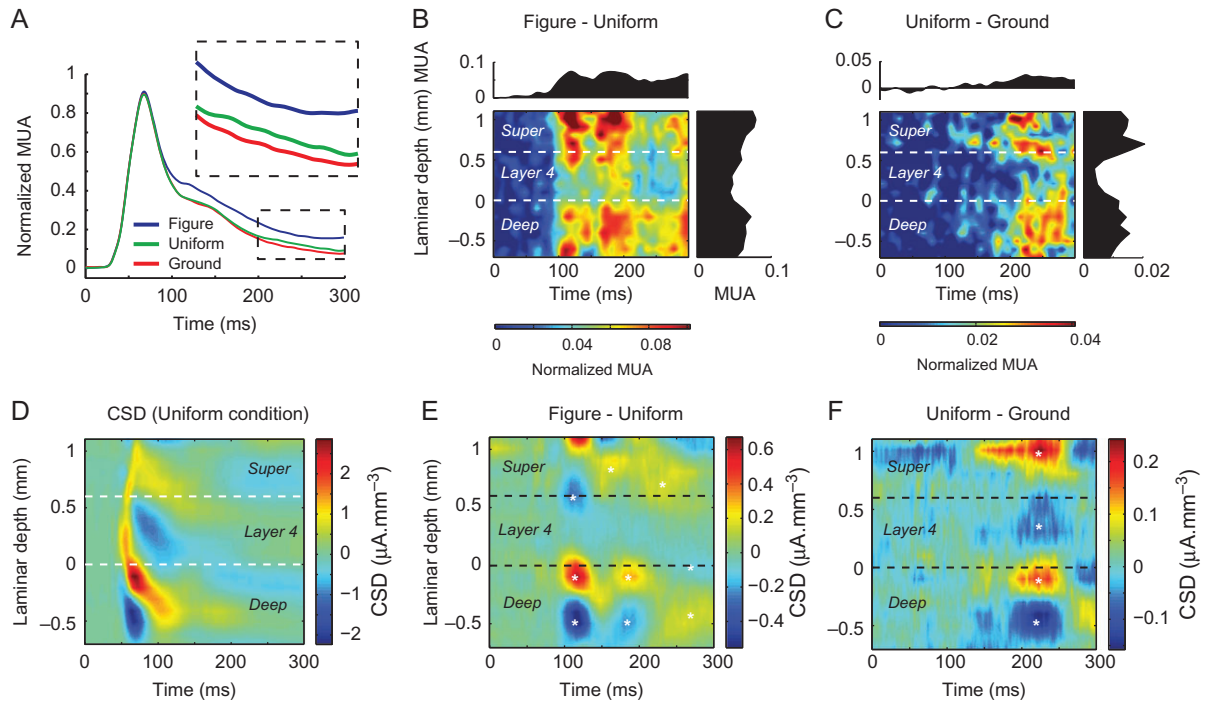 A
Normalized MUA
1
0.8
0.6
0.4
0.2
0
0
100
200
300
Time (ms)
Figure
Uniform
Ground
B
Figure - Uniform
0.1
0
Laminar depth (mm) MUA
1
0.5
0
–0.5
Super
Layer 4
Deep
100
200
Time (ms)
0
0.1
MUA
0
0.04
0.08
Normalized MUA
C
Uniform - Ground
0.05
0
1
0.5
0
–0.5
Super
Layer 4
Deep
0
100
200
Time (ms)
0
0.02
0
0.02
0.04
Normalized MUA
D
CSD (Uniform condition)
Laminar depth (mm)
1
0.5
0
–0.5
Super
Layer 4
Deep
0
100
200
300
Time (ms)
2
1
0
−1
−2
CSD (µA.mm−3)
E
Figure - Uniform
1
0.5
0
–0.5
Super
*
*
*
Layer 4
*
*
*
Deep
*
*
*
0
100
200
300
Time (ms)
0.6
0.4
0.2
0
−0.2
−0.4
CSD (µA.mm−3)
F
Uniform - Ground
1
0.5
0
–0.5
*
Super
Layer 4
*
*
Deep
*
0
100
200
300
Time (ms)
0.2
0.1
0
−0.1
CSD (µA.mm−3)